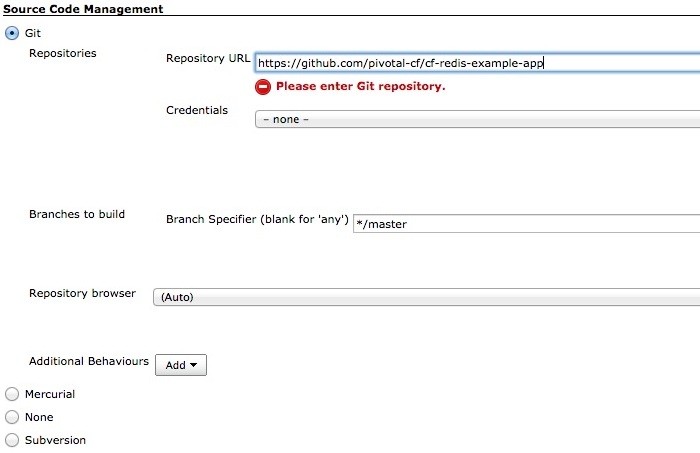 Source Code Management
Git
Repositories
Repository URL https://github.com/pivotal-cf/cf-redis-example-app
Please enter Git repository.
Credentials
- none -
Branches to build
Branch Specifier (blank for 'any') */master
Repository browser
(Auto)
Additional Behaviours
Add
Mercurial
None
Subversion